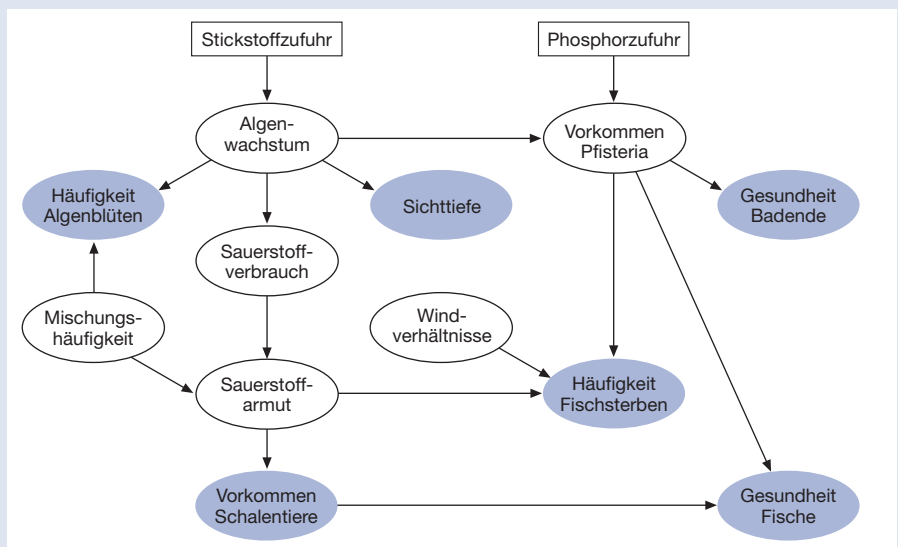 Stickstoffzufuhr
Phosphorzufuhr
Algen-
wachstum
Vorkommen
Pfisteria
Häufigkeit
Algenblüten
Sichttiefe
Gesundheit
Badende
Sauerstoff-
verbrauch
Mischungs-
häufigkeit
Wind-
verhältnisse
Sauerstoff-
armut
Häufigkeit
Fischsterben
Vorkommen
Schalentiere
Gesundheit
Fische